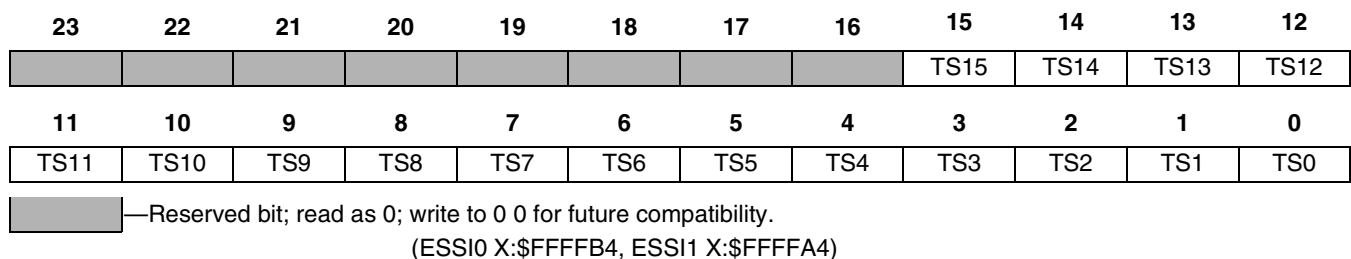 23 22 21 20 19 18 17 16 15 14 13 12
TS15 TS14 TS13 TS12
11 10 9 8 7 6 5 4 3 2 1 0
TS11 TS10 TS9 TS8 TS7 TS6 TS5 TS4 TS3 TS2 TS1 TS0
—Reserved bit; read as 0; write to 0 0 for future compatibility.
(ESSI0 X:$FFFFB4, ESSI1 X:$FFFFA4)